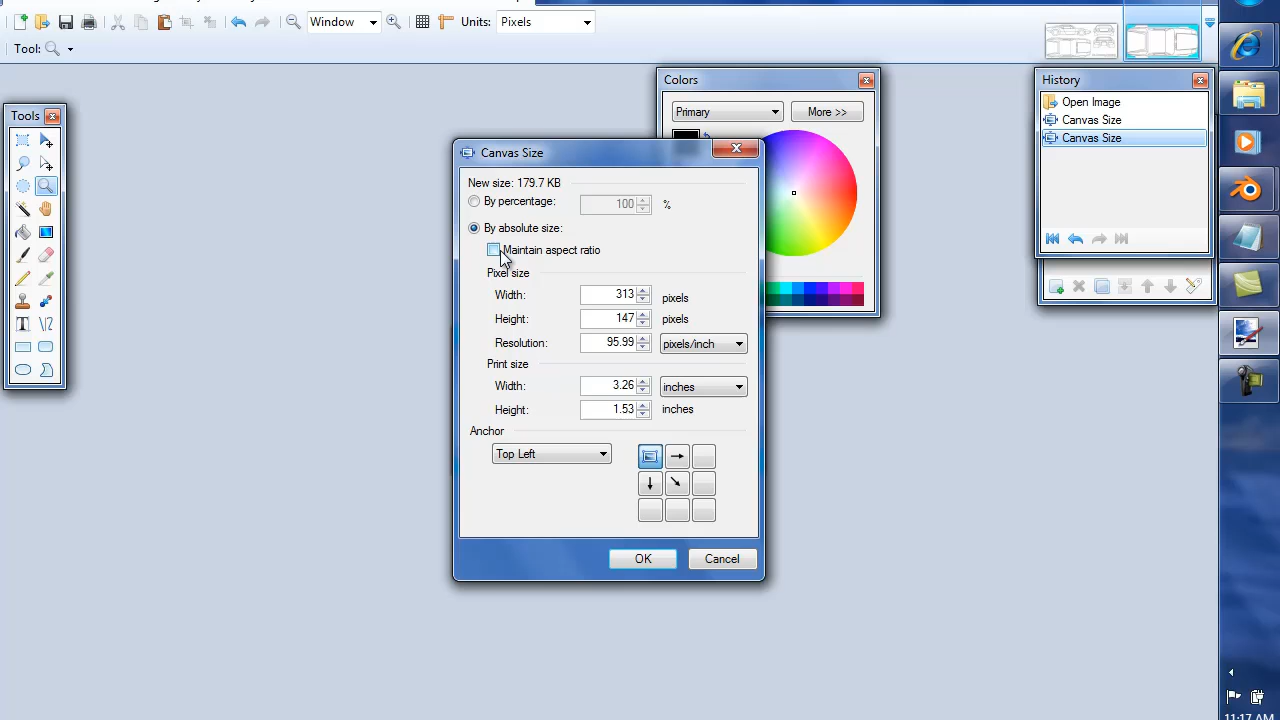 Window
Units:
Pixels
Tool:
Tools
Colors
Primary
More >>
History
Open Image
Canvas Size
Canvas Size
Canvas Size
New size: 179.7 KB
By percentage:
100
%
By absolute size:
Maintain aspect ratio
Pixel size
Width:
313
pixels
Height:
147
pixels
Resolution:
95.99
pixels/inch
Print size
Width:
3.26
inches
Height:
1.53
inches
Anchor
Top Left
OK
Cancel
11:17 AM